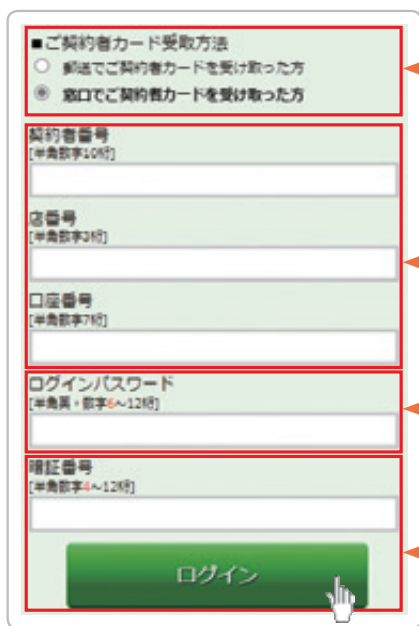 ■ご契約者カード受取方法
郵送でご契約者カードを受け取った方
窓口でご契約者カードを受け取った方
契約者番号
[半角数字10桁]
店番号
[半角数字3桁]
口座番号
[半角数字7桁]
ログインパスワード
[半角英・数字6～12桁]
暗証番号
[半角数字4～12桁]
ログイン